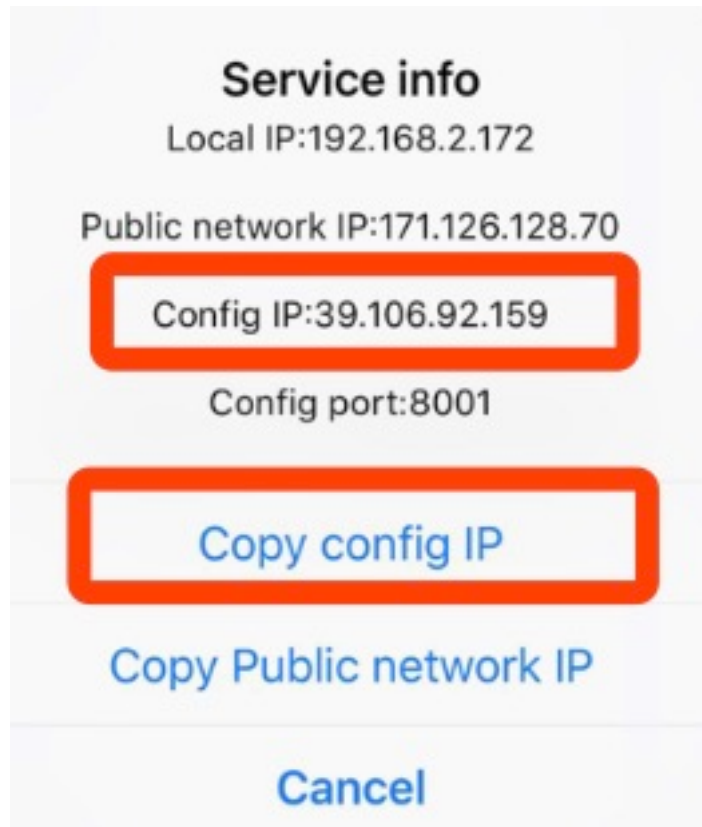 Service info
Local IP:192.168.2.172
Public network IP:171.126.128.70
Config IP:39.106.92.159
Config port:8001
Copy config IP
Copy Public network IP
Cancel